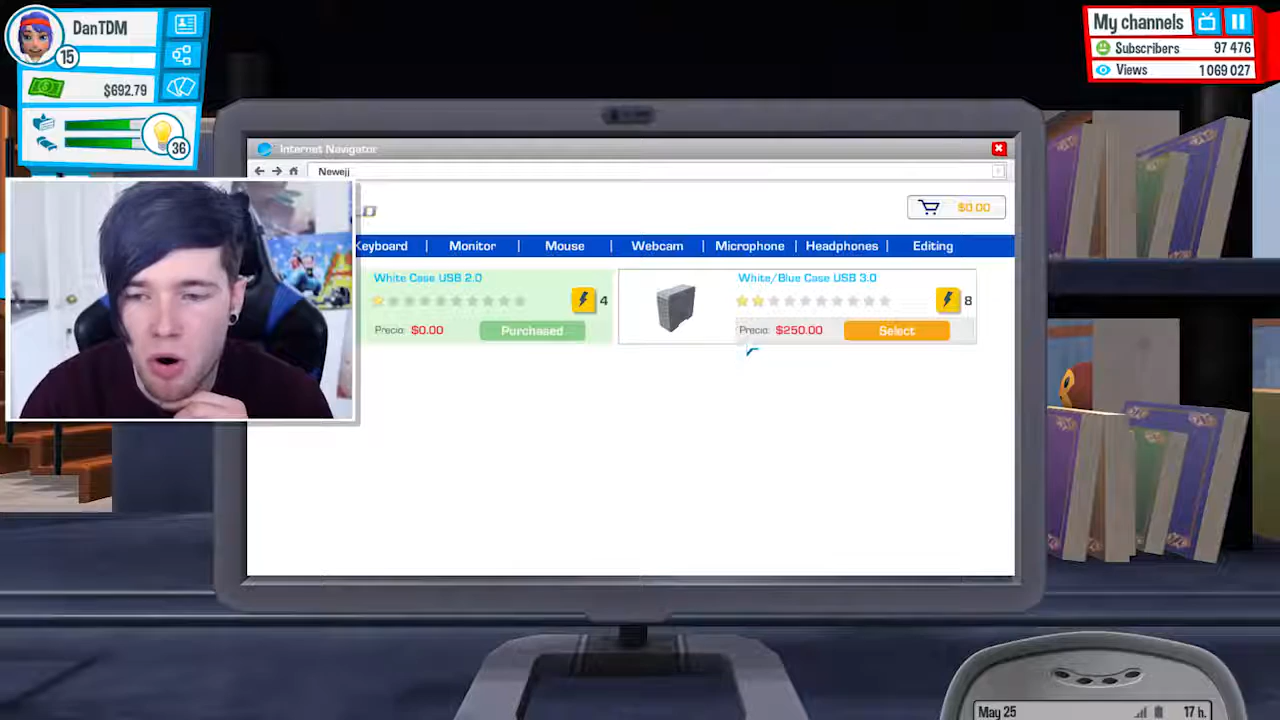 DanTDM
15
$692.79
36
My channels
Subscribers 97 476
Views 1 069 027
Internet Navigator
Newejj
$0.00
Keyboard | Monitor | Mouse | Webcam | Microphone | Headphones | Editing
White Case USB 2.0
4
Precio: $0.00 Purchased
White/Blue Case USB 3.0
8
Precio: $250.00 Select
May 25 17 h.